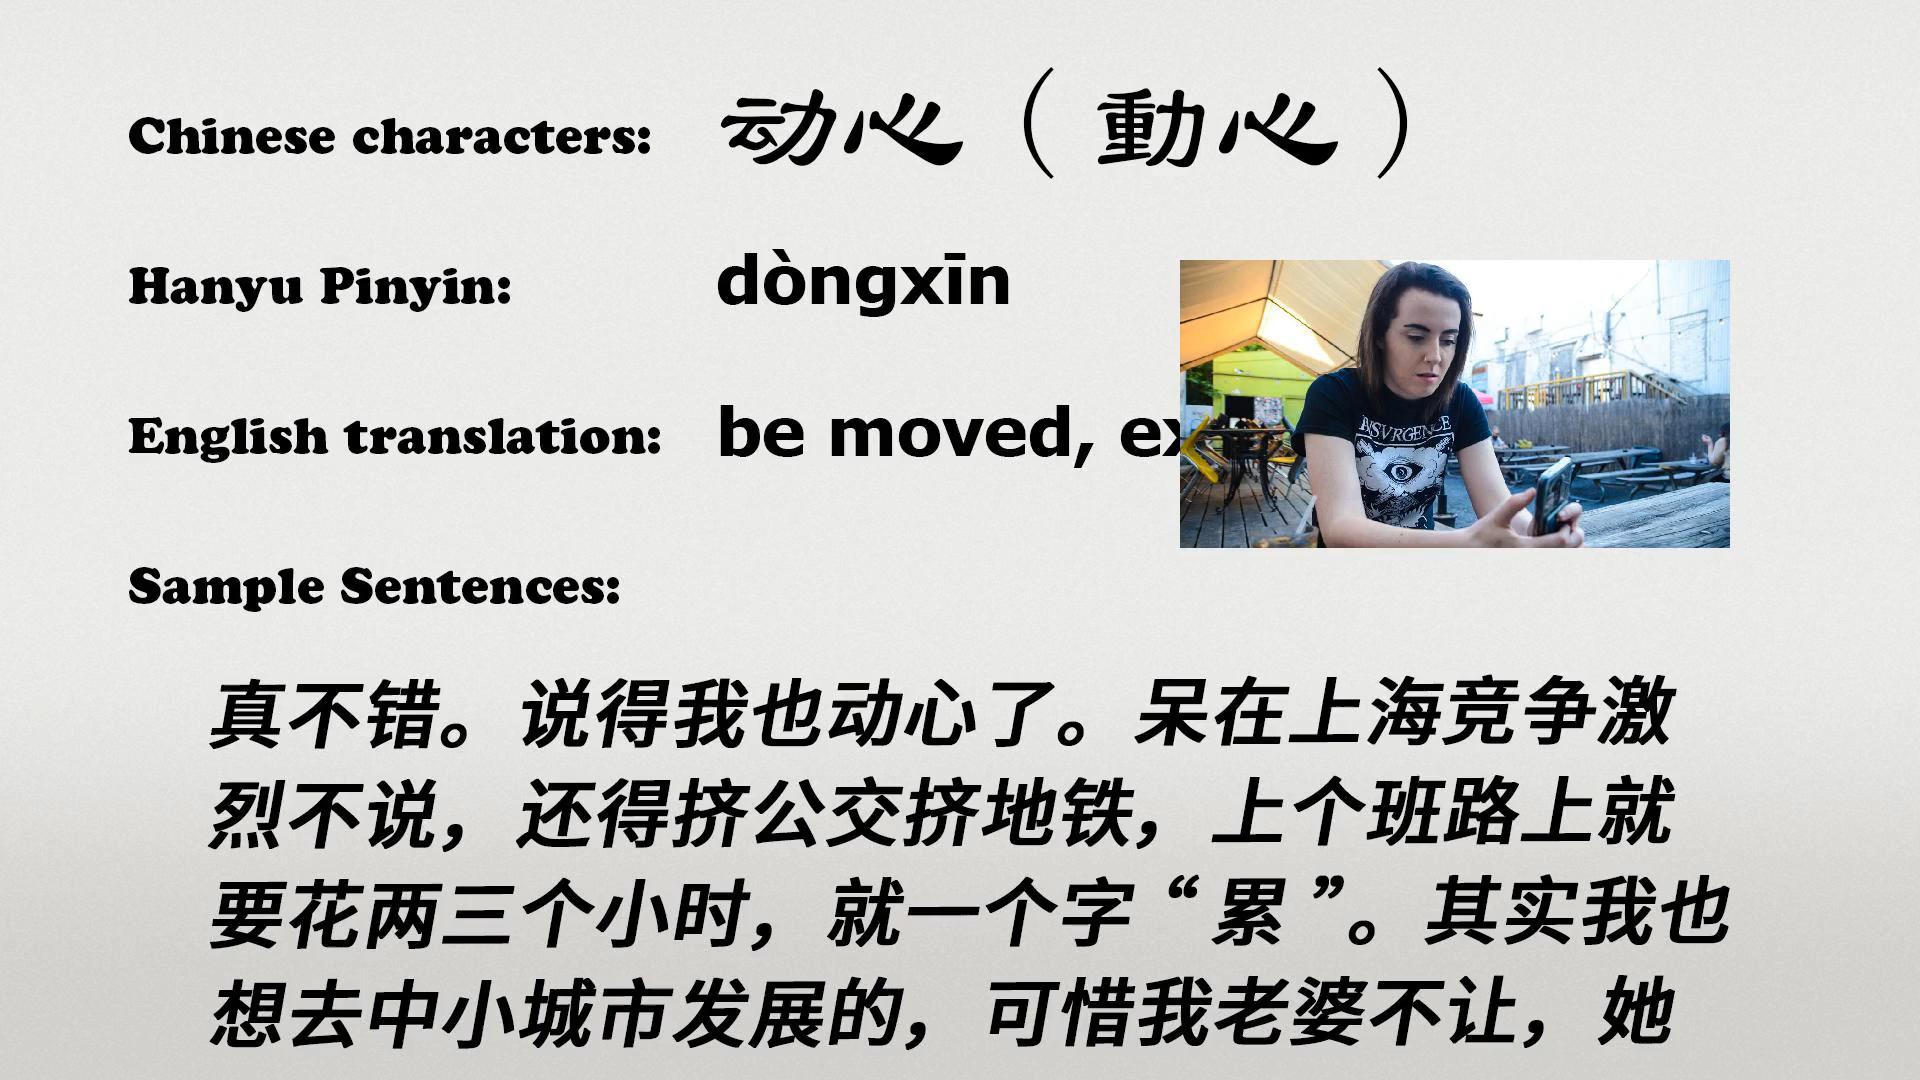 Chinese characters: 动心（動心）
Hanyu Pinyin: dòngxīn
English translation: be moved,
Sample Sentences:
真不错。说得我也动心了。呆在上海竞争激
烈不说，还得挤公交挤地铁，上个班路上就
要花两三个小时，就一个字“累”。其实我也
想去中小城市发展的，可惜我老婆不让，她